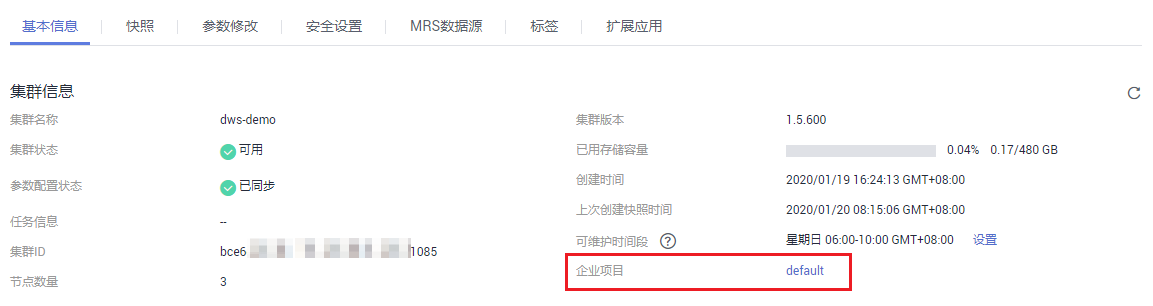 基本信息 快照 参数修改 安全设置 MRS数据源 标签 扩展应用
集群信息
集群名称 dws-demo 集群版本 1.5.600
集群状态 可用 已用存储容量 0.04% 0.17/480 GB
参数配置状态 已同步 创建时间 2020/01/19 16:24:13 GMT+08:00
任务信息 -- 上次创建快照时间 2020/01/20 08:15:06 GMT+08:00
集群ID bce6 1085 可维护时间段 ? 星期日 06:00-10:00 GMT+08:00 设置
节点数量 3 企业项目 default